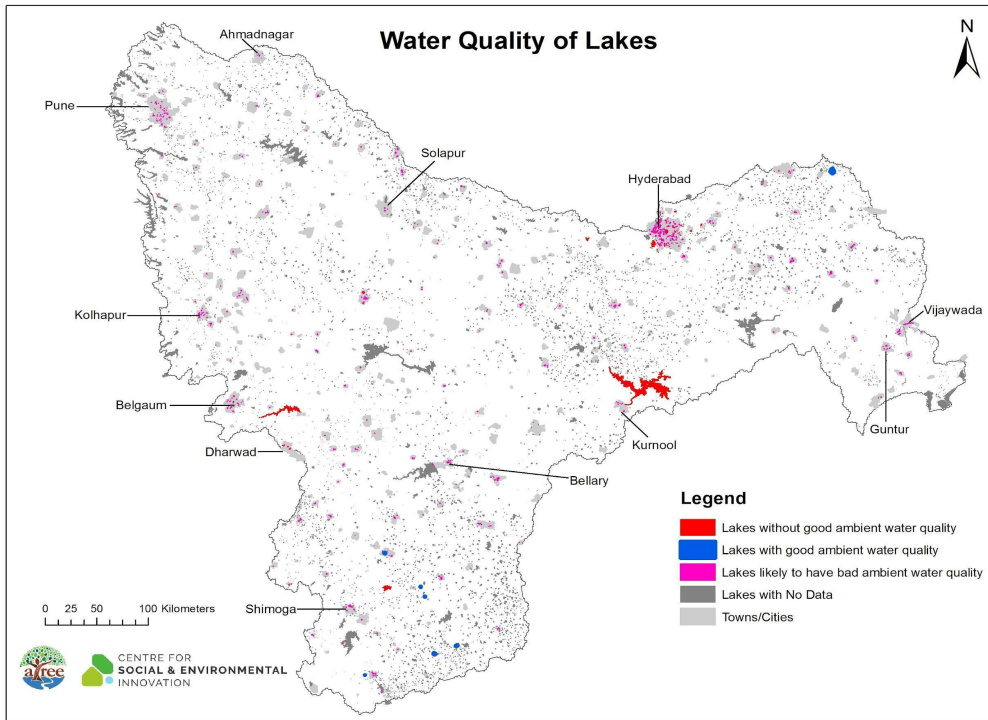 Water Quality of Lakes
N
Ahmadnagar
Pune
Solapur
Hyderabad
Kolhapur
Vijaywada
Belgaum
Dharwad
Kurnool
Guntur
Bellary
Shimoga
Legend
Lakes without good ambient water quality
Lakes with good ambient water quality
Lakes likely to have bad ambient water quality
Lakes with No Data
Towns/Cities
0 25 50 100 Kilometers
atree
CENTRE FOR
SOCIAL & ENVIRONMENTAL
INNOVATION